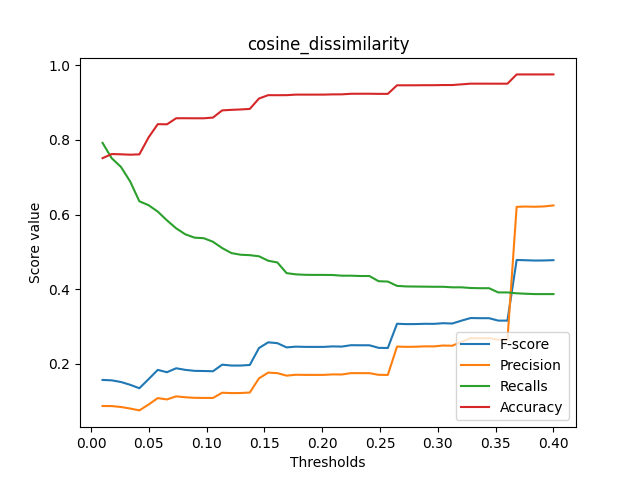 cosine_dissimilarity
1.0
0.8
0.6
0.4
0.2
Score value
F-score
Precision
Recalls
Accuracy
0.00 0.05 0.10 0.15 0.20 0.25 0.30 0.35 0.40
Thresholds